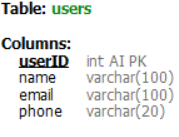 Table: users
Columns:
userID int AI PK
name varchar(100)
email varchar(100)
phone varchar(20)